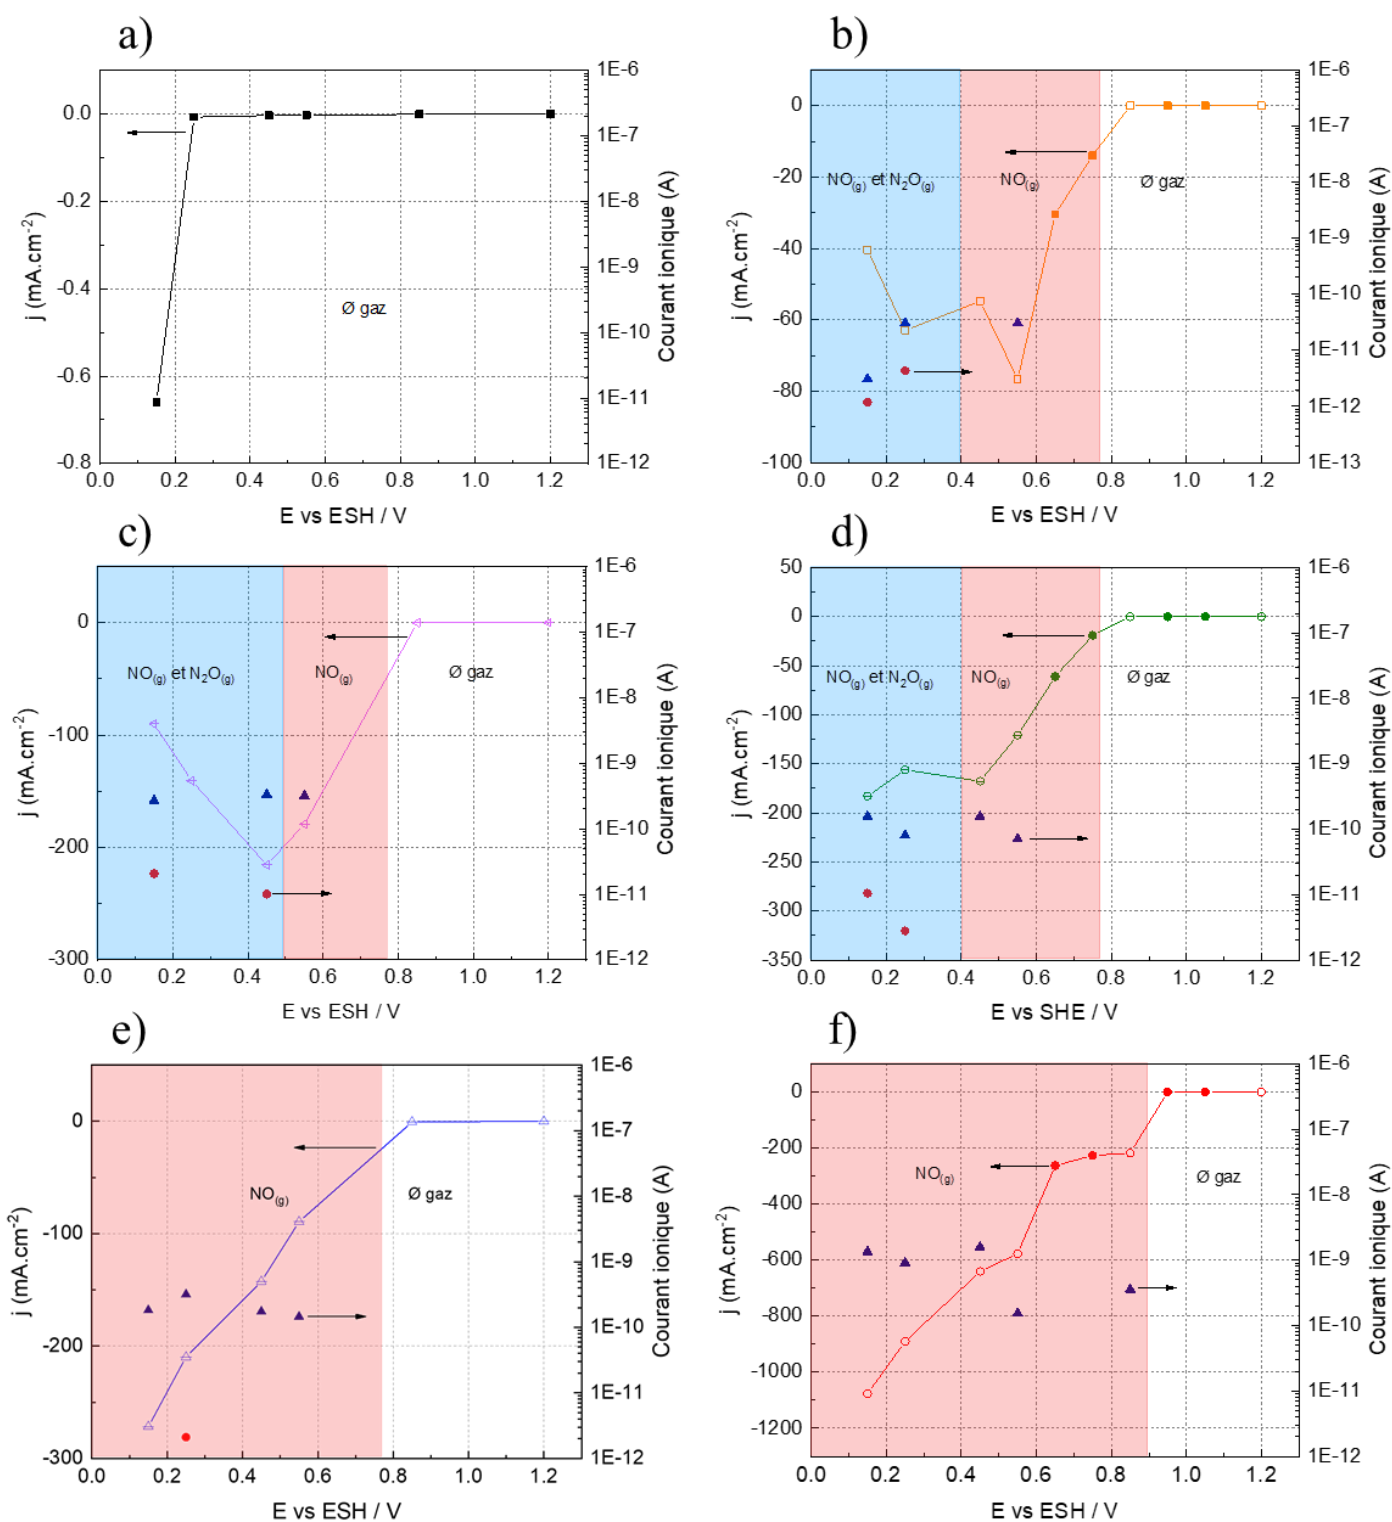 a)
0.0
-0.2
-0.4
-0.6
-0.8
j (mA.cm-2)
Ø gaz
1E-6
1E-7
1E-8
1E-9
1E-10
1E-11
1E-12
Courant ionique (A)
0.0 0.2 0.4 0.6 0.8 1.0 1.2
E vs ESH / V
b)
0
-20
-40
-60
-80
-100
j (mA.cm-2)
NO(g) et N2O(g)
NO(g)
Ø gaz
1E-6
1E-7
1E-8
1E-9
1E-10
1E-11
1E-12
1E-13
Courant ionique (A)
0.0 0.2 0.4 0.6 0.8 1.0 1.2
E vs ESH / V
c)
0
-100
-200
-300
j (mA.cm-2)
NO(g) et N2O(g)
NO(g)
Ø gaz
1E-6
1E-7
1E-8
1E-9
1E-10
1E-11
1E-12
Courant ionique (A)
0.0 0.2 0.4 0.6 0.8 1.0 1.2
E vs ESH / V
d)
50
0
-50
-100
-150
-200
-250
-300
-350
j (mA.cm-2)
NO(g) et N2O(g)
NO(g)
Ø gaz
1E-6
1E-7
1E-8
1E-9
1E-10
1E-11
1E-12
Courant ionique (A)
0.0 0.2 0.4 0.6 0.8 1.0 1.2
E vs SHE / V
e)
0
-100
-200
-300
j (mA.cm-2)
NO(g)
Ø gaz
1E-6
1E-7
1E-8
1E-9
1E-10
1E-11
1E-12
Courant ionique (A)
0.0 0.2 0.4 0.6 0.8 1.0 1.2
E vs ESH / V
f)
0
-200
-400
-600
-800
-1000
-1200
j (mA.cm-2)
NO(g)
Ø gaz
1E-6
1E-7
1E-8
1E-9
1E-10
1E-11
1E-12
Courant ionique (A)
0.0 0.2 0.4 0.6 0.8 1.0 1.2
E vs ESH / V